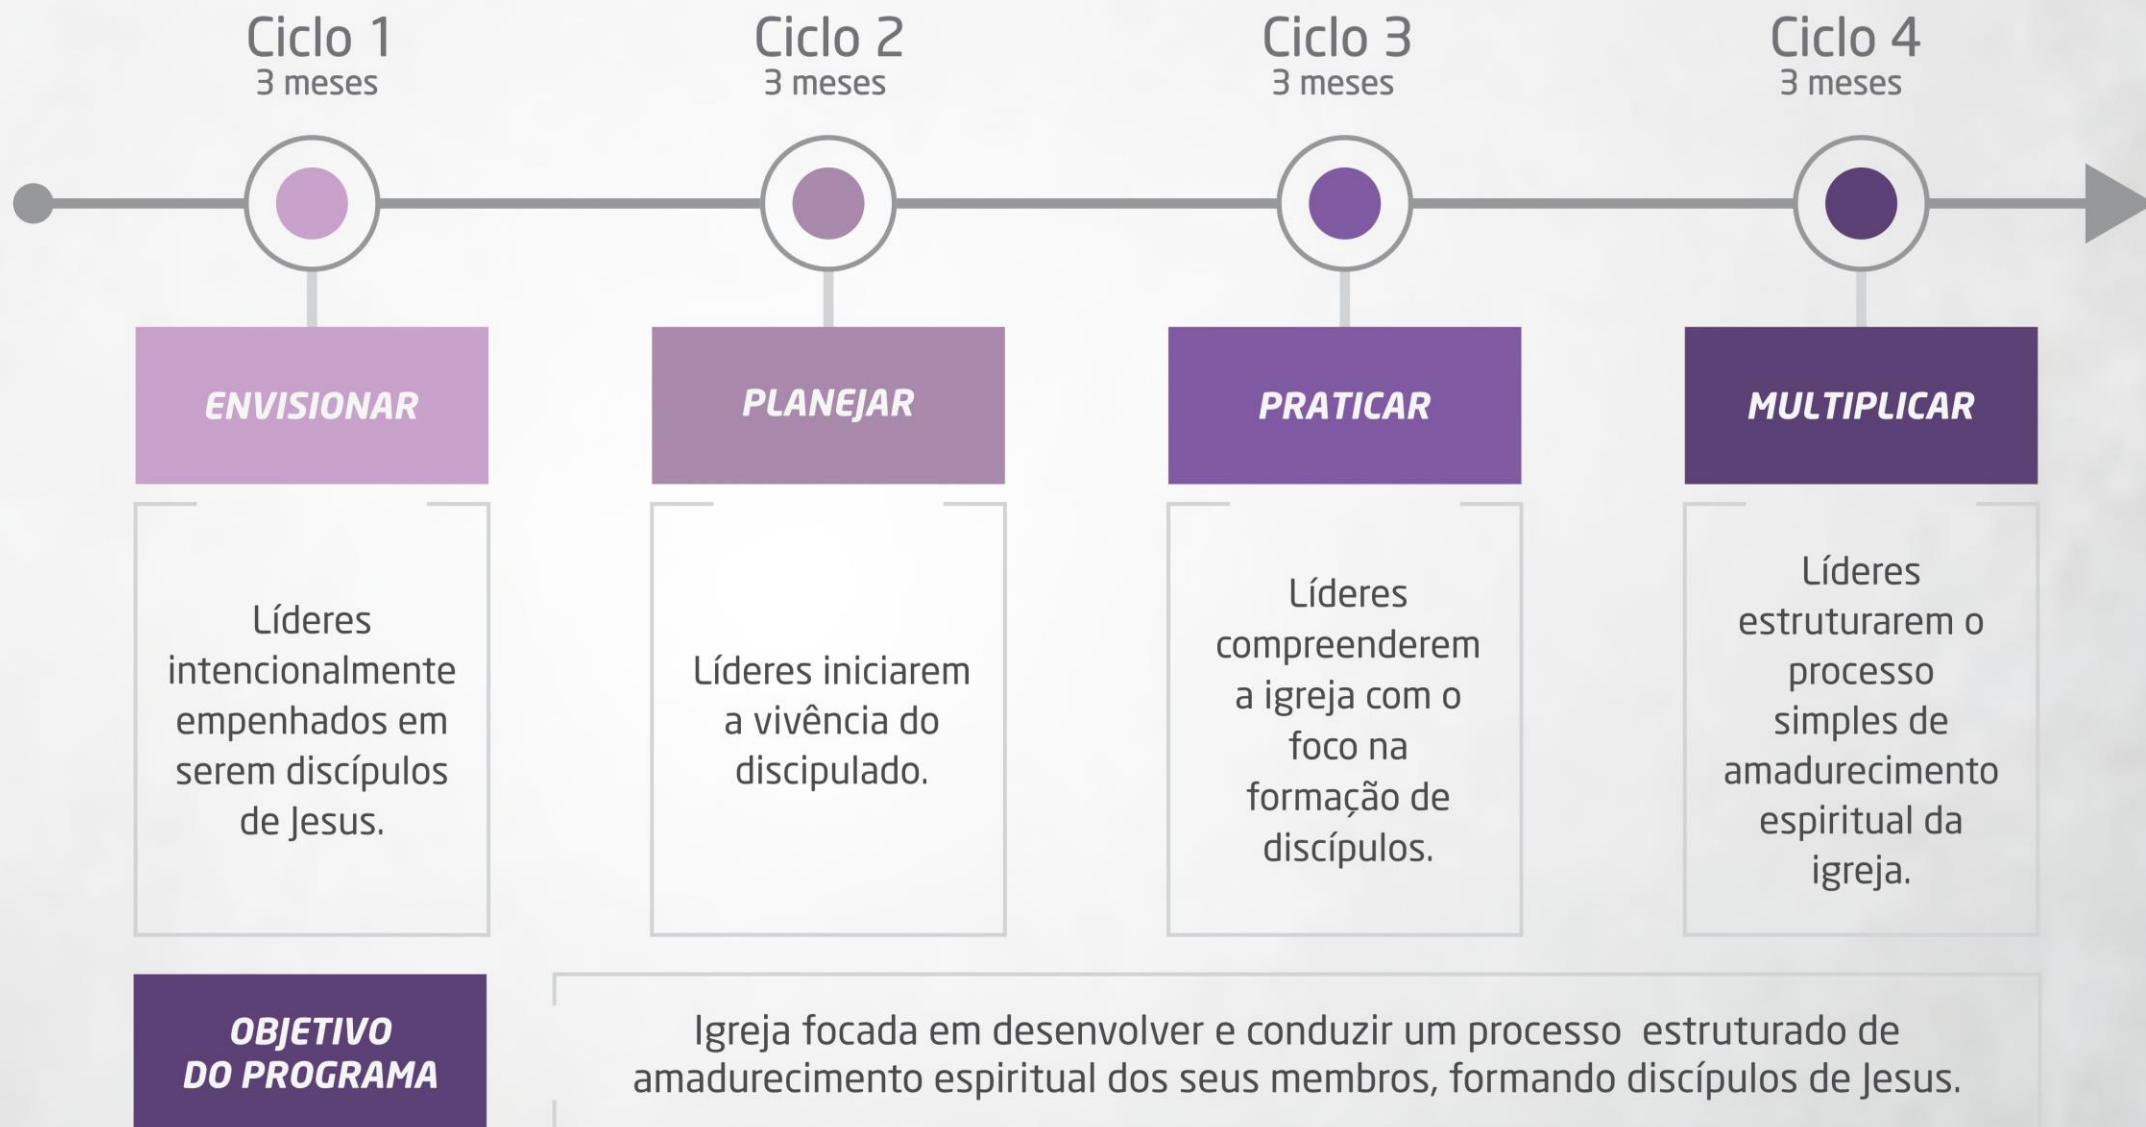 Ciclo 1
3 meses
Ciclo 2
3 meses
Ciclo 3
3 meses
Ciclo 4
3 meses
ENVISIONAR
PLANEJAR
PRATICAR
MULTIPLICAR
Líderes
intencionalmente
empenhados em
serem discípulos
de Jesus.
Líderes iniciarem
a vivência do
discipulado.
Líderes
compreenderem
a igreja com o
foco na
formação de
discípulos.
Líderes
estruturarem o
processo
simples de
amadurecimento
espiritual da
igreja.
OBJETIVO
DO PROGRAMA
Igreja focada em desenvolver e conduzir um processo estruturado de
amadurecimento espiritual dos seus membros, formando discípulos de Jesus.